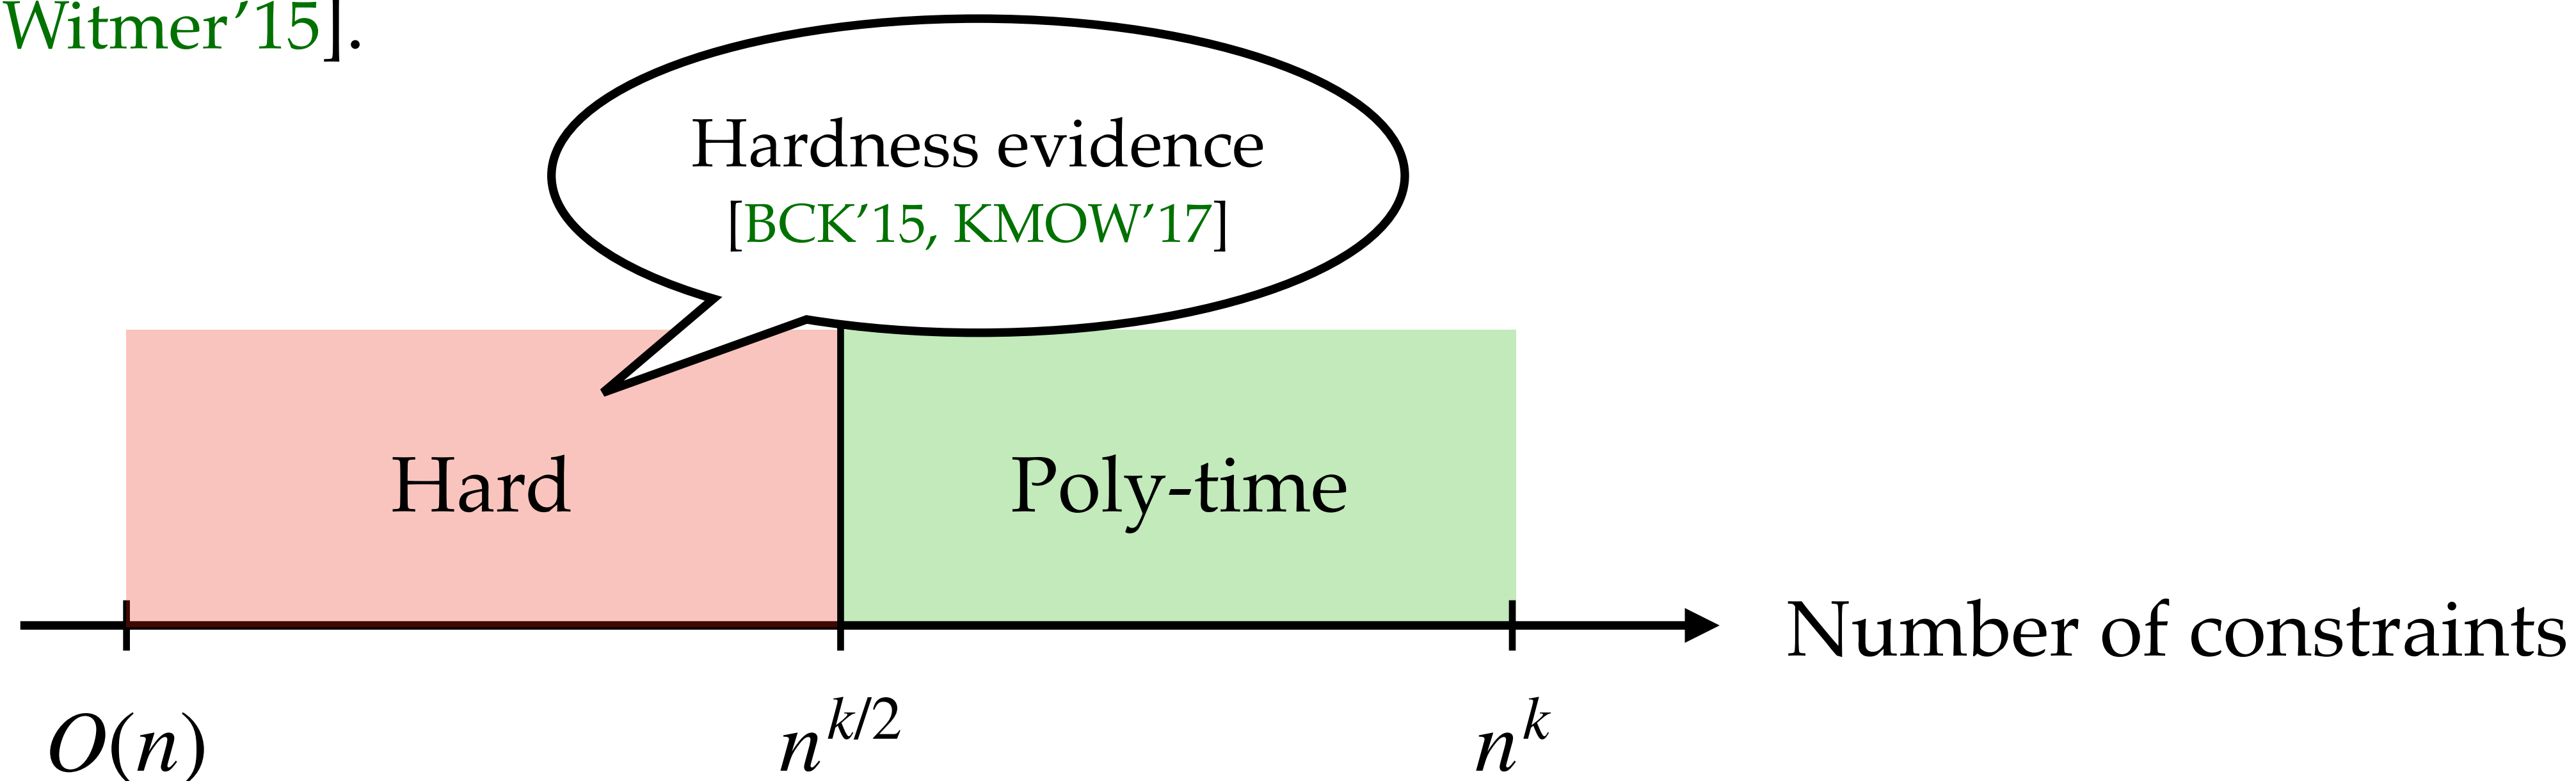 Witmer’15].
Hardness evidence
[BCK’15, KMOW’17]
Hard
Poly-time
Number of constraints
O(n)
n^{k/2}
n^k